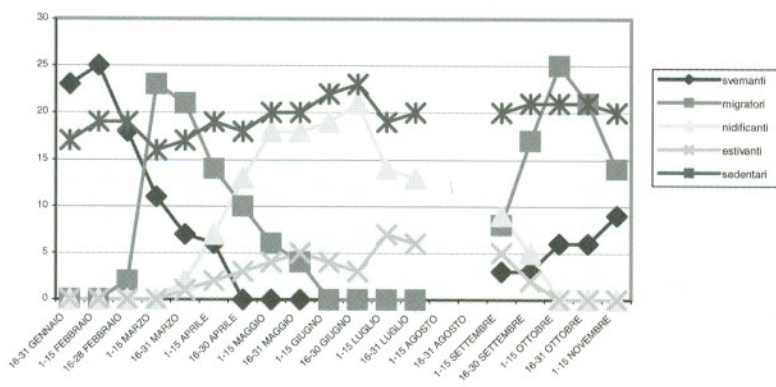 30
25
20
15
10
5
0
16-31 GENNAIO
1-15 FEBBRAIO
16-28 FEBBRAIO
1-15 MARZO
16-31 MARZO
1-15 APRILE
16-30 APRILE
1-15 MAGGIO
16-31 MAGGIO
1-15 GIUGNO
16-30 GIUGNO
1-15 LUGLIO
16-31 LUGLIO
1-15 AGOSTO
16-31 AGOSTO
1-15 SETTEMBRE
16-30 SETTEMBRE
1-15 OTTOBRE
16-31 OTTOBRE
1-15 NOVEMBRE
svernanti
migratori
nidificanti
estivanti
sedentari